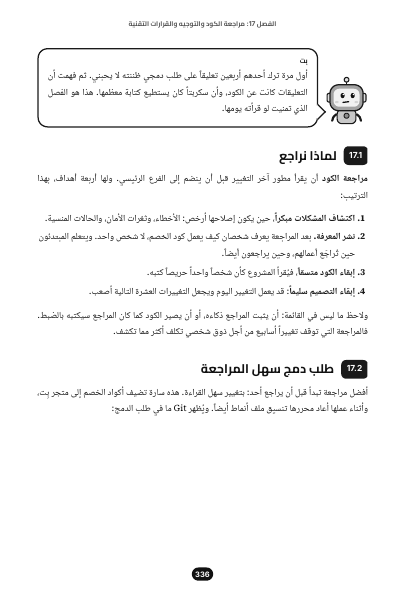 الفصل 17: مراجعة الكود والتوجيه والقرارات التقنية
بِت
أول مرة ترك أحدهم أربعين تعليقاً على طلب دمجي ظننته لا يحبني. ثم فهمت أن
التعليقات كانت عن الكود، وأن سكربتاً كان يستطيع كتابة معظمها. هذا هو الفصل
الذي تمنيت لو قرأته يومها.
17.1 لماذا نراجع
مراجعة الكود أن يقرأ مطور آخر التغيير قبل أن ينضم إلى الفرع الرئيسي. ولها أربعة أهداف، بهذا
الترتيب:
1. اكتشاف المشكلات مبكراً، حين يكون إصلاحها أرخص: الأخطاء، وثغرات الأمان، والحالات المنسية.
2. نشر المعرفة. بعد المراجعة يعرف شخصان كيف يعمل كود الخصم، لا شخص واحد. ويتعلم المبتدئون
حين تُراجَع أعمالهم، وحين يراجعون أيضاً.
3. إبقاء الكود متسقاً، فيُقرأ المشروع كأن شخصاً واحداً حريصاً كتبه.
4. إبقاء التصميم سليماً: قد يعمل التغيير اليوم ويجعل التغييرات العشرة التالية أصعب.
ولاحظ ما ليس في القائمة: أن يثبت المراجع ذكاءه، أو أن يصير الكود كما كان المراجع سيكتبه بالضبط.
فالمراجعة التي توقف تغييراً أسابيع من أجل ذوق شخصي تكلف أكثر مما تكشف.
17.2 طلب دمج سهل المراجعة
أفضل مراجعة تبدأ قبل أن يراجع أحد: بتغيير سهل القراءة. هذه سارة تضيف أكواد الخصم إلى متجر بِت،
وأثناء عملها أعاد محررها تنسيق ملف أنماط أيضاً. ويُظهر Git ما في طلب الدمج:
336